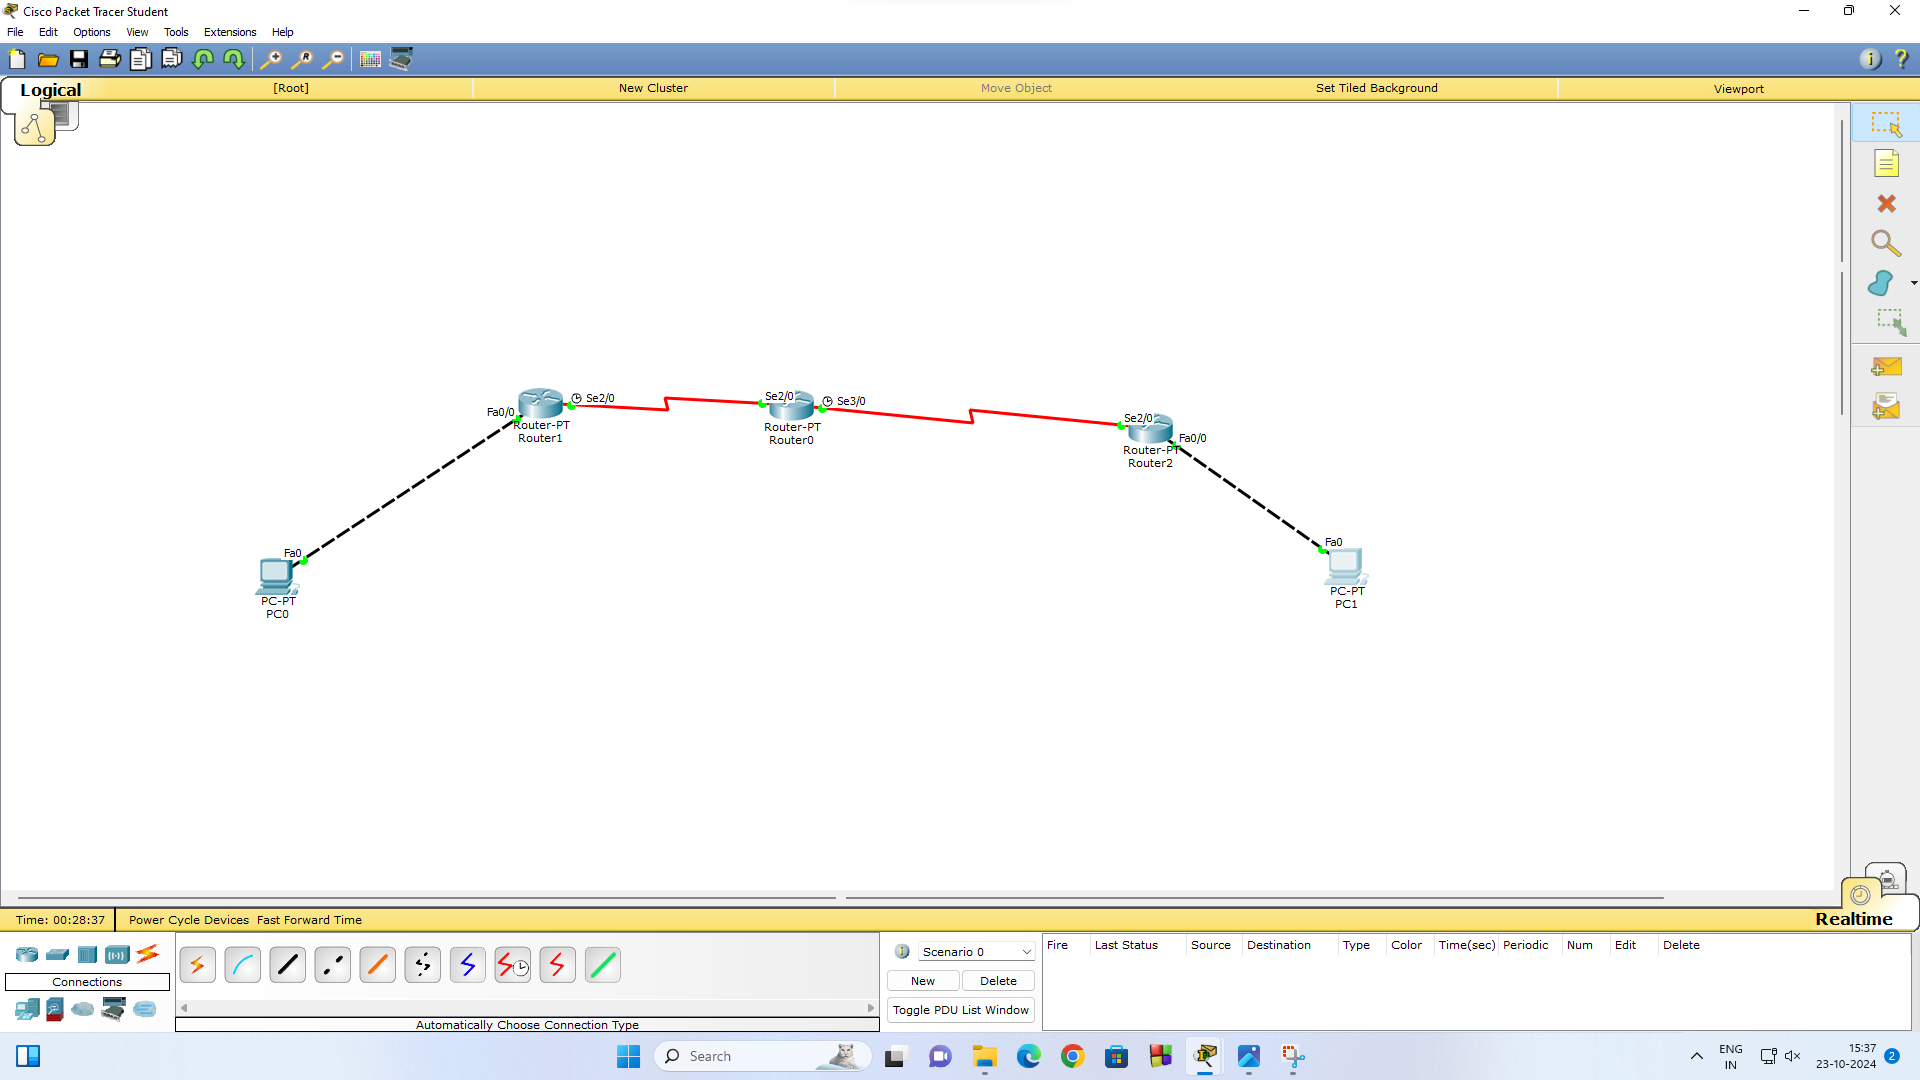 Cisco Packet Tracer Student
File Edit Options View Tools Extensions Help
Logical [Root] New Cluster Move Object Set Tiled Background Viewport
Se2/0 Se2/0 Se3/0
Fa0/0
Router-PT
Router1
Router-PT
Router0
Se2/0
Fa0/0
Router-PT
Router2
Fa0
PC-PT
PC0
Fa0
PC-PT
PC1
Realtime
Time: 00:28:37 Power Cycle Devices Fast Forward Time
Connections
Automatically Choose Connection Type
Scenario 0
New Delete
Toggle PDU List Window
Fire Last Status Source Destination Type Color Time(sec) Periodic Num Edit Delete
Search
ENG
IN
15:37
23-10-2024
2